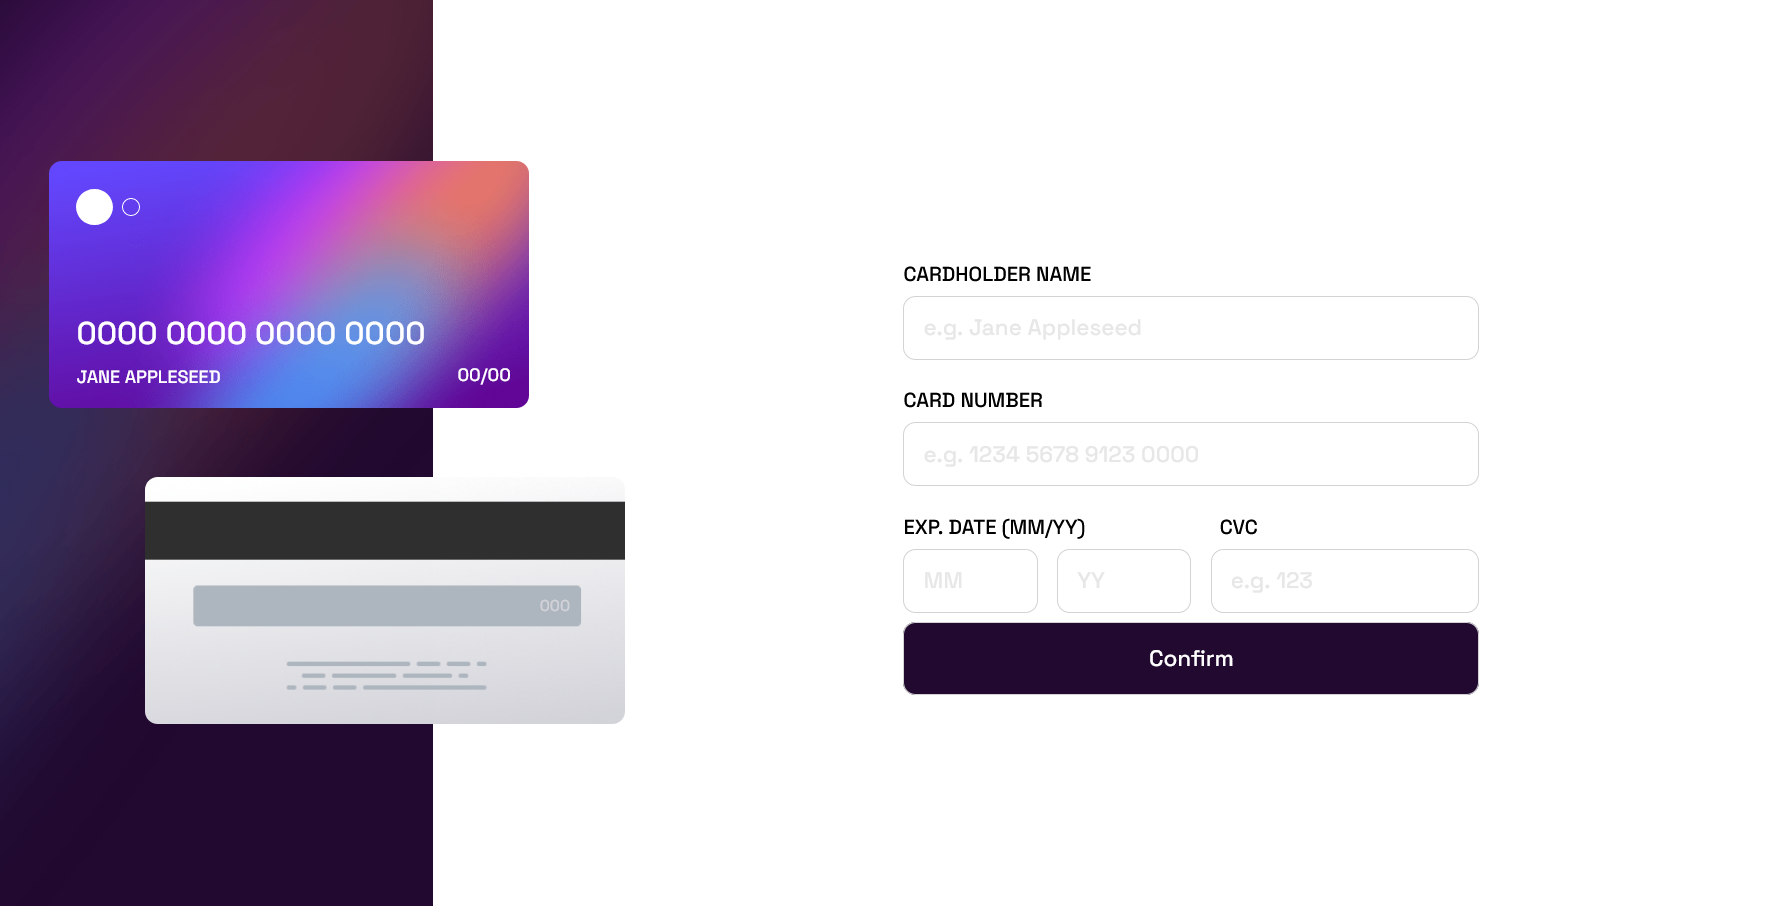 0000 0000 0000 0000
JANE APPLESEED 00/00
000
CARDHOLDER NAME
e.g. Jane Appleseed
CARD NUMBER
e.g. 1234 5678 9123 0000
EXP. DATE (MM/YY) CVC
MM YY e.g. 123
Confirm